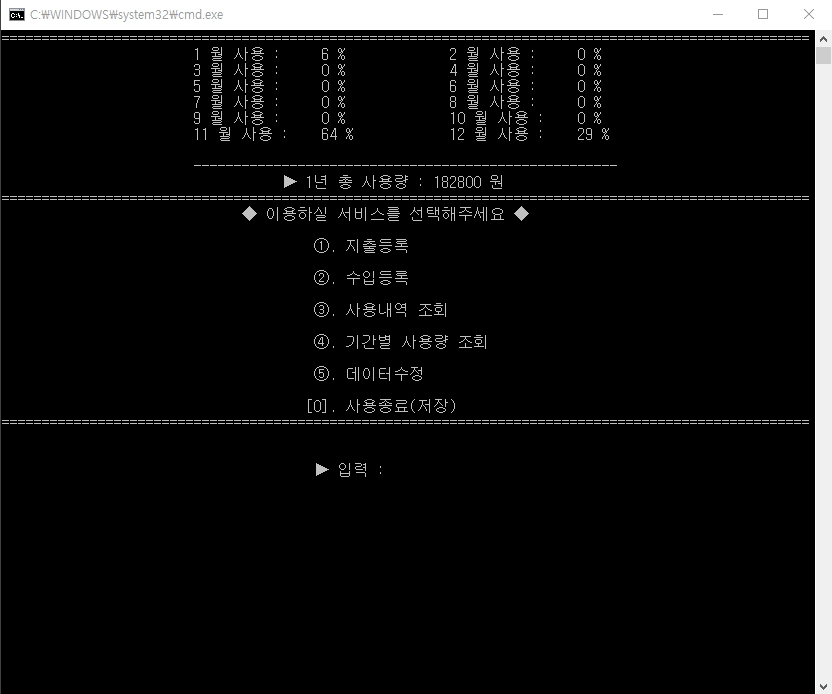 C:\WINDOWS\system32\cmd.exe
1 월 사용 : 6 % 2 월 사용 : 0 %
3 월 사용 : 0 % 4 월 사용 : 0 %
5 월 사용 : 0 % 6 월 사용 : 0 %
7 월 사용 : 0 % 8 월 사용 : 0 %
9 월 사용 : 0 % 10 월 사용 : 0 %
11 월 사용 : 64 % 12 월 사용 : 29 %
▶ 1년 총 사용량 : 182800 원
◆ 이용하실 서비스를 선택해주세요 ◆
①. 지출등록
②. 수입등록
③. 사용내역 조회
④. 기간별 사용량 조회
⑤. 데이터수정
[0]. 사용종료(저장)
▶ 입력 :